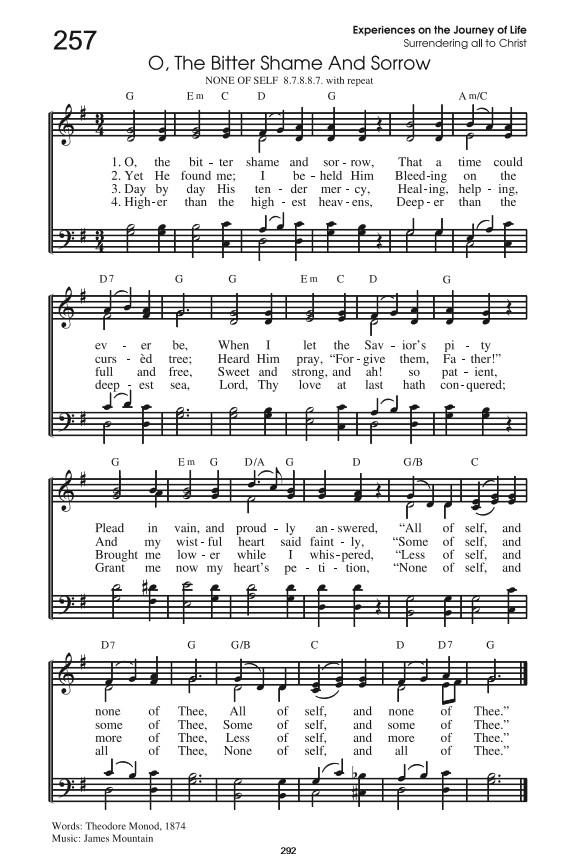 257
Experiences on the Journey of Life
Surrendering all to Christ
O, The Bitter Shame And Sorrow
NONE OF SELF 8.7.8.8.7. with repeat
G Em C D G Am/C
1. O, the bit - ter shame and sor - row, That a time could
2. Yet He found me; I be - held Him Bleed - ing on the
3. Day by day His ten - der mer - cy, Heal - ing, help - ing,
4. High - er than the high - est heav - ens, Deep - er than the
D7 G G Em C D G
ev - er be, When I let the Sav - ior's pi - ty
curs - èd tree; Heard Him pray, “For - give them, Fa - ther!”
full and free, Sweet and strong, and ah! so pa - tient,
deep - est sea, Lord, Thy love at last hath con - quered;
G Em G D/A G D G/B C
Plead in vain, and proud - ly an - swered, “All of self, and
And my wist - ful heart said faint - ly, “Some of self, and
Brought me low - er while I whis - pered, “Less of self, and
Grant me now my heart's pe - ti - tion, “None of self, and
D7 G G/B C D D7 G
none of Thee, All of self, and none of Thee.”
some of Thee, Some of self, and some of Thee.”
more of Thee, Less of self, and more of Thee.”
all of Thee, None of self, and all of Thee.”
Words: Theodore Monod, 1874
Music: James Mountain
292